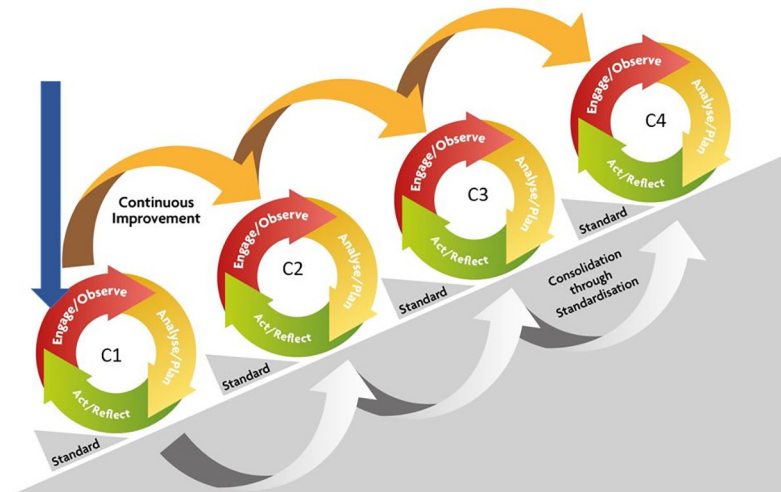 Engage/Observe
Analyse/Plan
Act/Reflect
C1
Standard
Continuous
Improvement
Engage/Observe
Analyse/Plan
Act/Reflect
C2
Standard
Engage/Observe
Analyse/Plan
Act/Reflect
C3
Standard
Engage/Observe
Analyse/Plan
Act/Reflect
C4
Standard
Consolidation
through
Standardisation